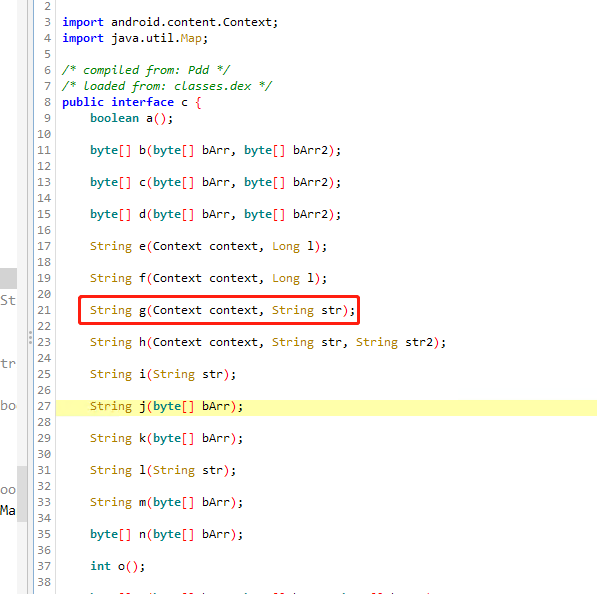 2
3 import android.content.Context;
4 import java.util.Map;
5
6 /* compiled from: Pdd */
7 /* loaded from: classes.dex */
8 public interface c {
9 boolean a();
10
11 byte[] b(byte[] bArr, byte[] bArr2);
12
13 byte[] c(byte[] bArr, byte[] bArr2);
14
15 byte[] d(byte[] bArr, byte[] bArr2);
16
17 String e(Context context, Long l);
18
19 String f(Context context, Long l);
20
St
21 String g(Context context, String str);
22
23 String h(Context context, String str, String str2);
24
tr
25 String i(String str);
26
bo
27 String j(byte[] bArr);
28
29 String k(byte[] bArr);
30
31 String l(String str);
32
oo
33 String m(byte[] bArr);
Ma
34
35 byte[] n(byte[] bArr);
36
37 int o();
38